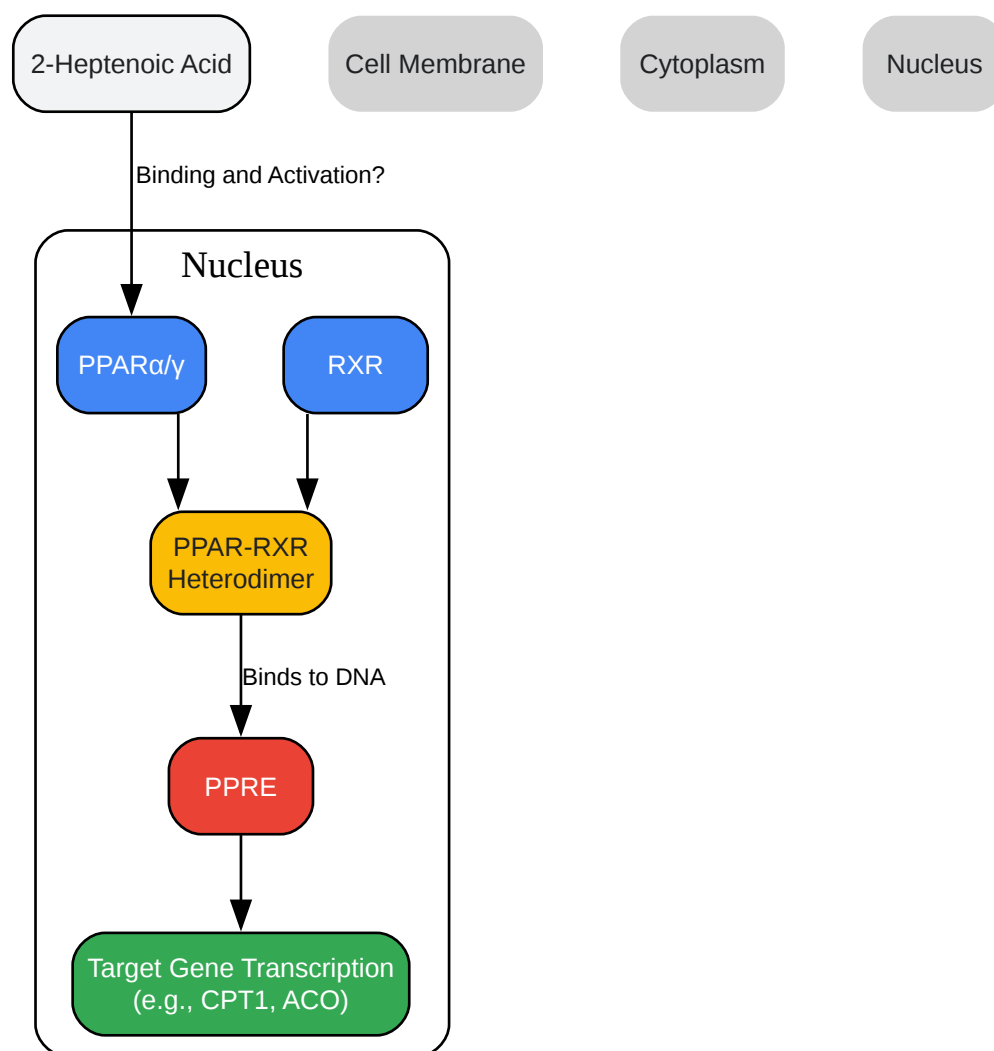 2-Heptenoic Acid
Cell Membrane
Cytoplasm
Nucleus
Binding and Activation?
Nucleus
PPARα/γ
RXR
PPAR-RXR
Heterodimer
Binds to DNA
PPRE
Target Gene Transcription
(e.g., CPT1, ACO)